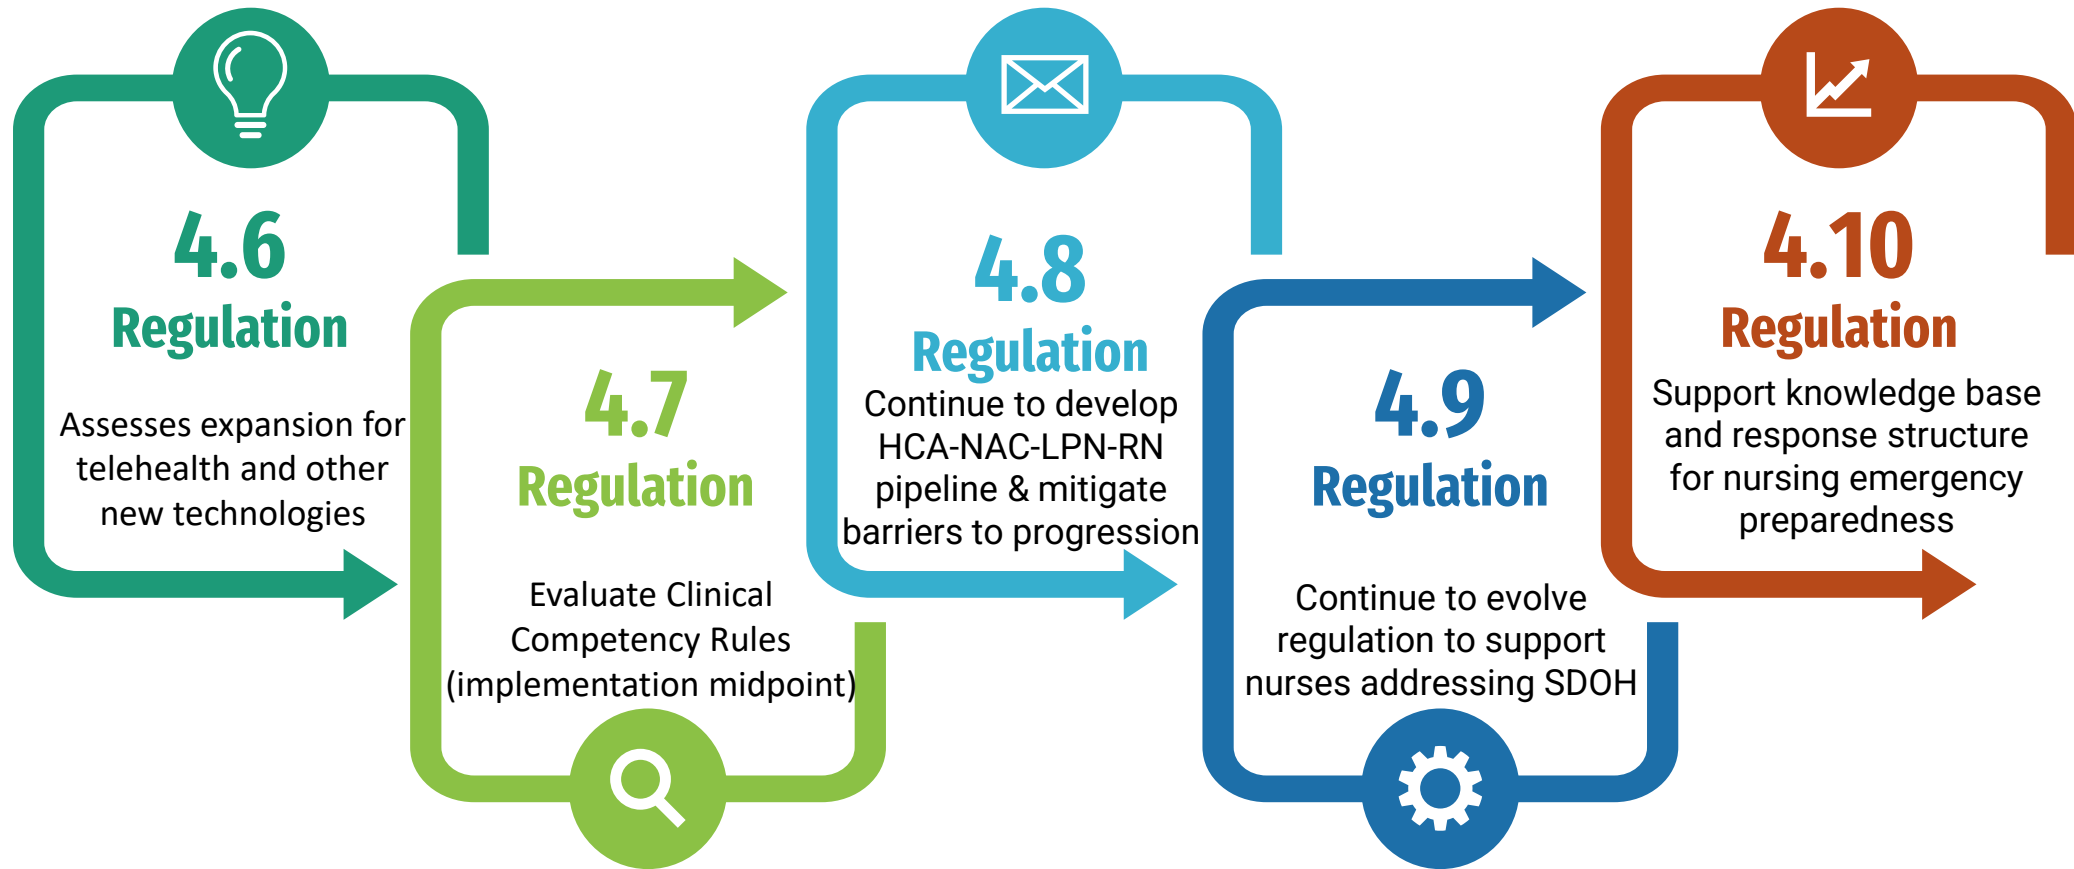 4.6
Regulation
Assesses expansion for
telehealth and other
new technologies
4.7
Regulation
Evaluate Clinical
Competency Rules
(implementation midpoint)
4.8
Regulation
Continue to develop
HCA-NAC-LPN-RN
pipeline & mitigate
barriers to progression
4.9
Regulation
Continue to evolve
regulation to support
nurses addressing SDOH
4.10
Regulation
Support knowledge base
and response structure
for nursing emergency
preparedness